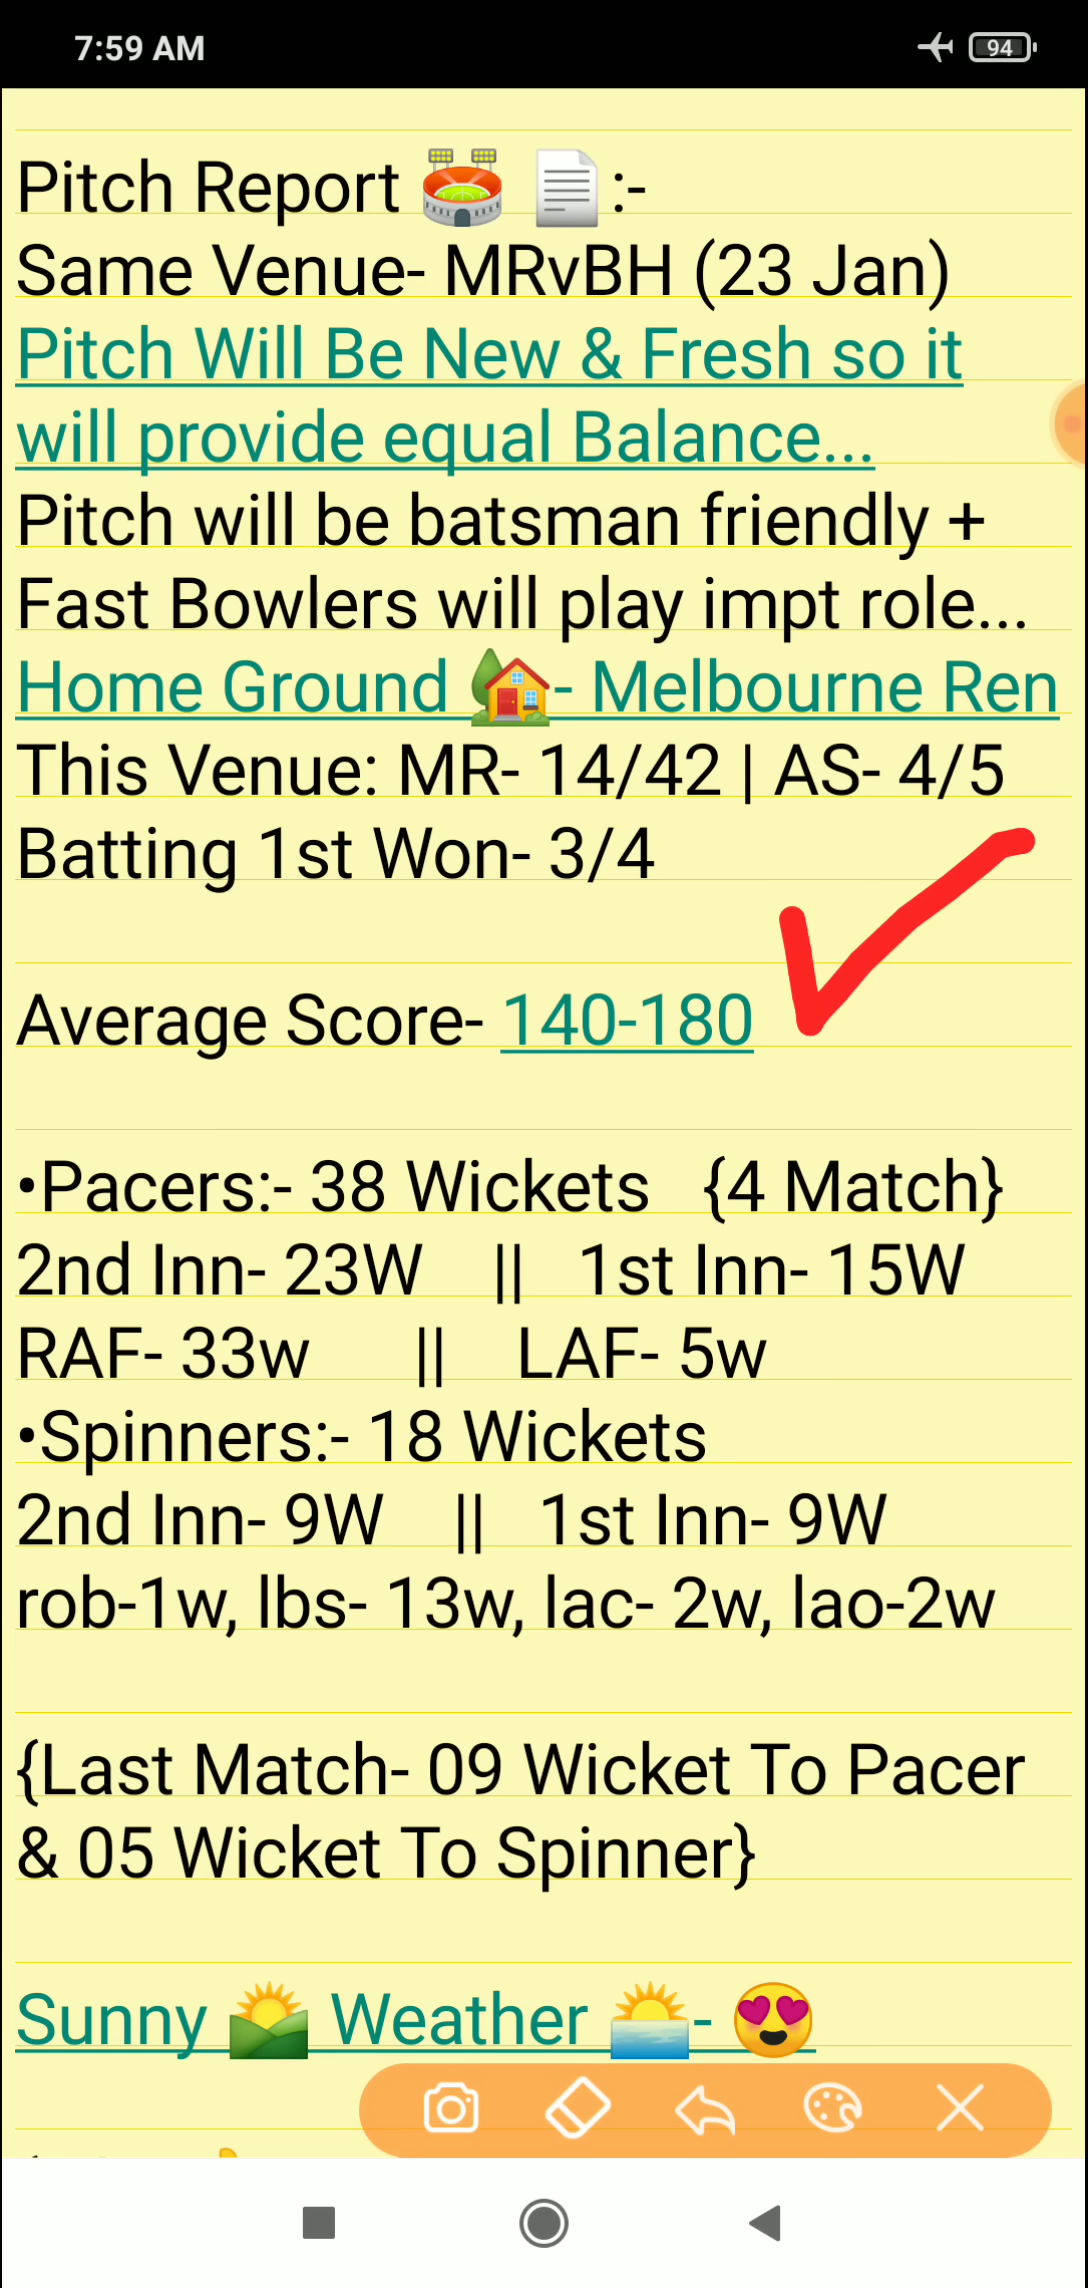 7:59 AM
94
Pitch Report 🏟 📄:-
Same Venue- MRvBH (23 Jan)
Pitch Will Be New & Fresh so it
will provide equal Balance...
Pitch will be batsman friendly +
Fast Bowlers will play impt role...
Home Ground 🏡- Melbourne Ren
This Venue: MR- 14/42 | AS- 4/5
Batting 1st Won- 3/4
Average Score- 140-180
•Pacers:- 38 Wickets {4 Match}
2nd Inn- 23W || 1st Inn- 15W
RAF- 33w || LAF- 5w
•Spinners:- 18 Wickets
2nd Inn- 9W || 1st Inn- 9W
rob-1w, lbs- 13w, lac- 2w, lao-2w
{Last Match- 09 Wicket To Pacer
& 05 Wicket To Spinner}
Sunny 🌄 Weather 🌅- 😍